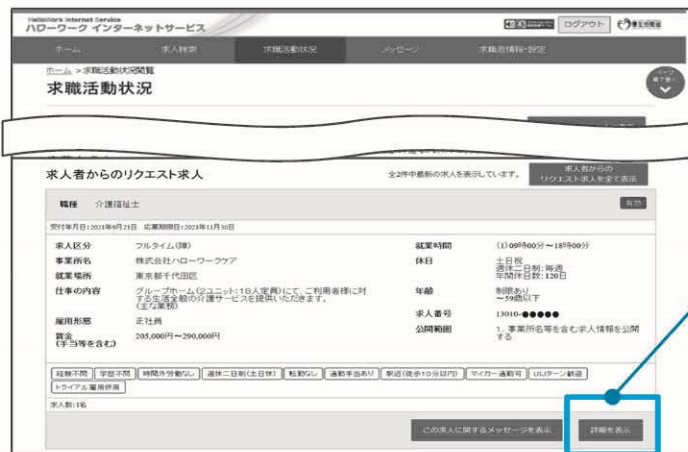 HelloWork Internet Service
ハローワーク インターネットサービス
ログアウト
ホーム
求人検索
求職活動状況
メッセージ
求職者情報・設定
ホーム > 求職活動状況閲覧
求職活動状況
求人者からのリクエスト求人
全2件中最新の求人を表示しています。
求人者からの
リクエスト求人を全て表示
職種 介護福祉士
有効
受付年月日:2021年9月21日 応募期限日:2021年11月30日
求人区分 フルタイム(障)
事業所名 株式会社ハローワークケア
就業場所 東京都千代田区
仕事の内容 グループホーム(2ユニット:18人定員)にて、ご利用者様に対
する生活全般の介護サービスを提供いただきます。
(主な業務)
雇用形態 正社員
賃金 205,000円~290,000円
(手当等を含む)
就業時間 (1)09時00分~18時00分
休日 土日祝
週休二日制:毎週
年間休日数:120日
年齢 制限あり
~59歳以下
求人番号 13010-●●●●●
公開範囲 1.事業所名等を含む求人情報を公開
する
経験不問 学歴不問 時間外労働なし 週休二日制(土日休) 転勤なし 通勤手当あり 駅近(徒歩10分以内) マイカー通勤可 UIJターン歓迎
トライアル雇用併用
求人数:1名
この求人に関するメッセージを表示
詳細を表示